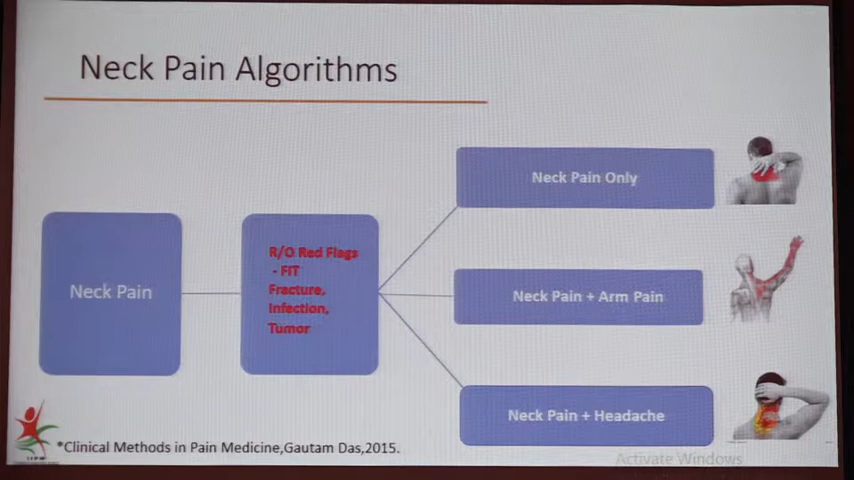 Neck Pain Algorithms
Neck Pain
R/O Red Flags
- FIT
Fracture,
Infection,
Tumor
Neck Pain Only
Neck Pain + Arm Pain
Neck Pain + Headache
*Clinical Methods in Pain Medicine,Gautam Das,2015.
Activate Windows